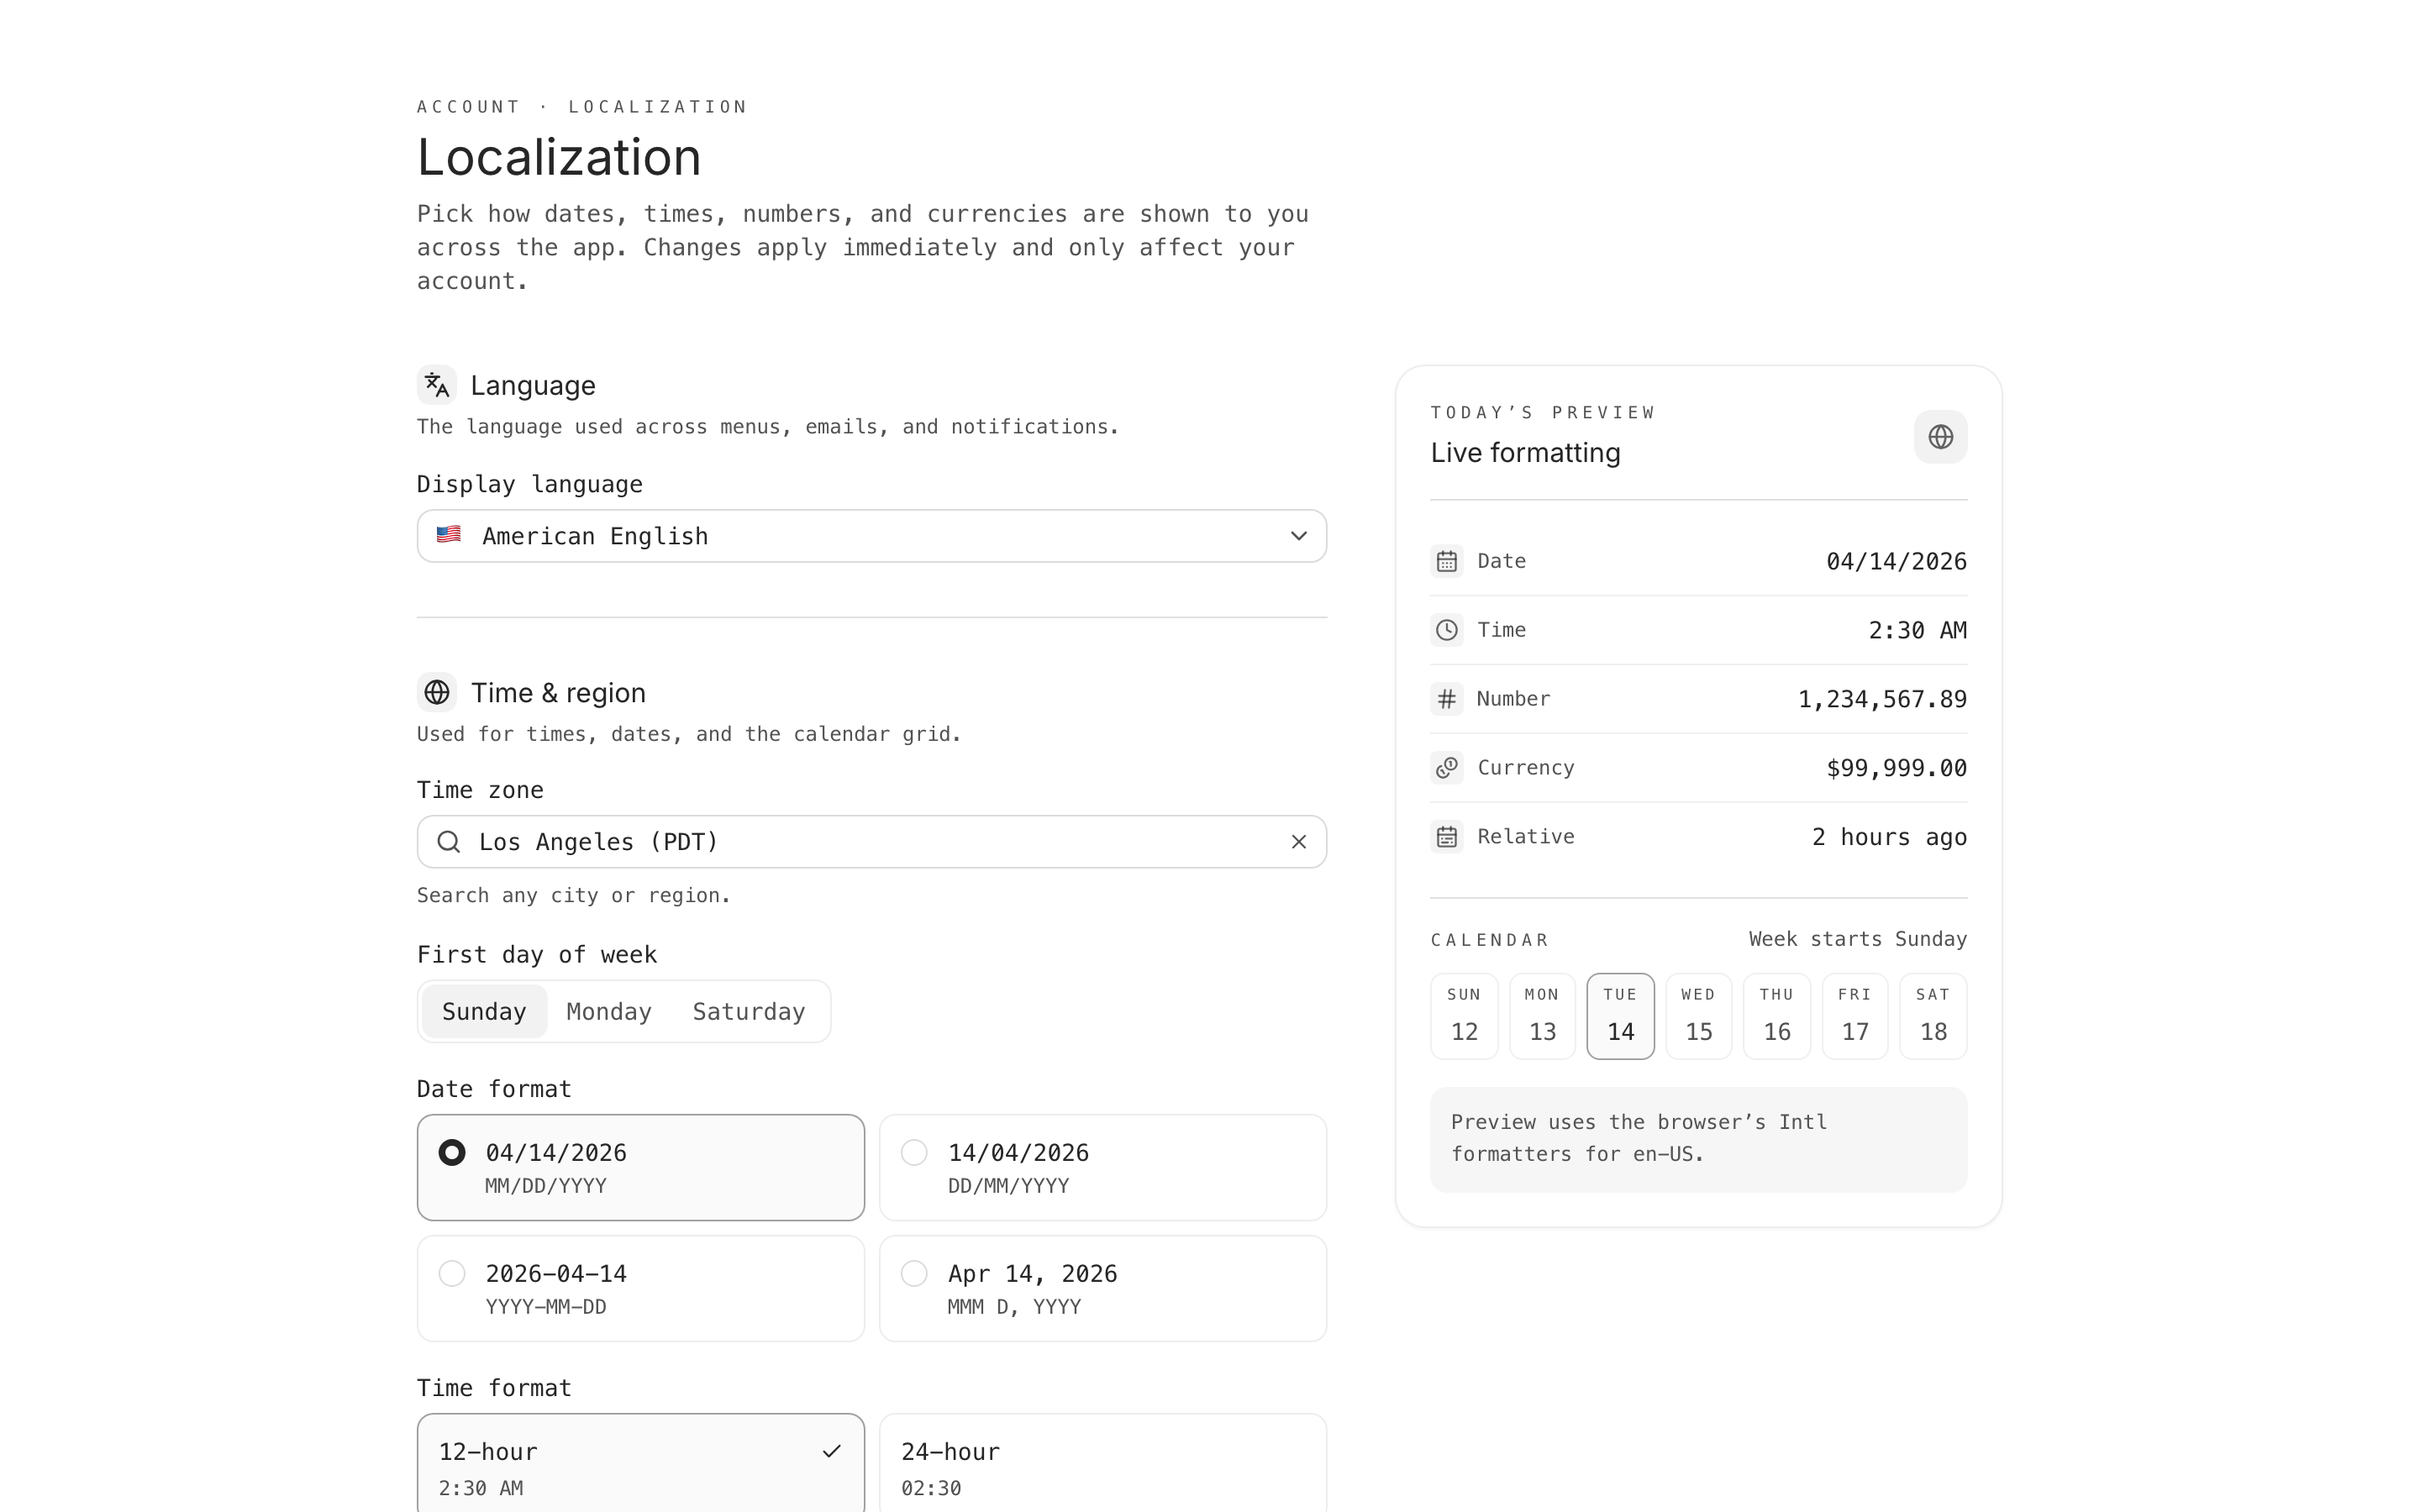 ACCOUNT · LOCALIZATION
Localization
Pick how dates, times, numbers, and currencies are shown to you
across the app. Changes apply immediately and only affect your
account.
Language
The language used across menus, emails, and notifications.
Display language
American English
Time & region
Used for times, dates, and the calendar grid.
Time zone
Los Angeles (PDT)
Search any city or region.
First day of week
Sunday Monday Saturday
Date format
04/14/2026
MM/DD/YYYY
14/04/2026
DD/MM/YYYY
2026-04-14
YYYY-MM-DD
Apr 14, 2026
MMM D, YYYY
Time format
12-hour
2:30 AM
24-hour
02:30
TODAY’S PREVIEW
Live formatting
Date 04/14/2026
Time 2:30 AM
Number 1,234,567.89
Currency $99,999.00
Relative 2 hours ago
CALENDAR Week starts Sunday
SUN MON TUE WED THU FRI SAT
12 13 14 15 16 17 18
Preview uses the browser’s Intl
formatters for en-US.